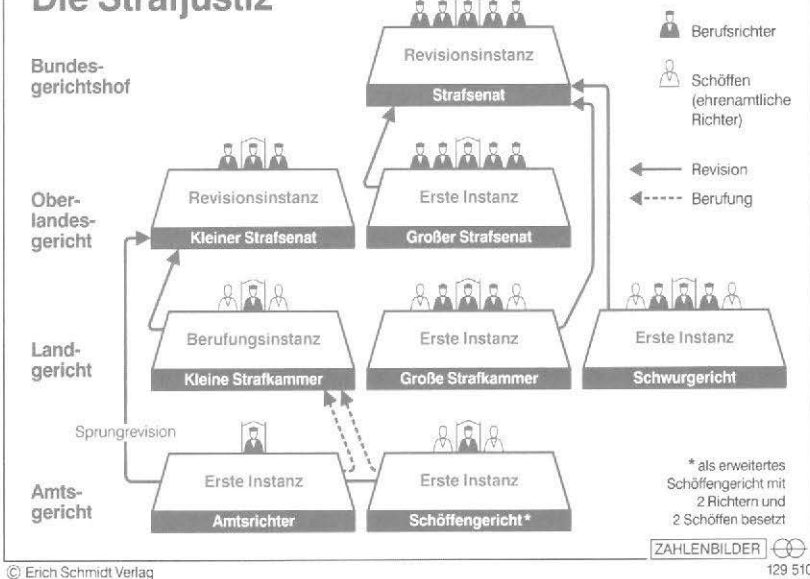 Die Strafjustiz
Bundes-
gerichtshof
Revisionsinstanz
Strafsenat
Berufsrichter
Schöffen
(ehrenamtliche
Richter)
Revision
Berufung
Ober-
landes-
gericht
Revisionsinstanz
Kleiner Strafsenat
Erste Instanz
Großer Strafsenat
Land-
gericht
Berufungsinstanz
Kleine Strafkammer
Erste Instanz
Große Strafkammer
Erste Instanz
Schwurgericht
Sprungrevision
Amts-
gericht
Erste Instanz
Amtsrichter
Erste Instanz
Schöffengericht*
* als erweitertes
Schöffengericht mit
2 Richtern und
2 Schöffen besetzt
ZAHLENBILDER
© Erich Schmidt Verlag
129 510